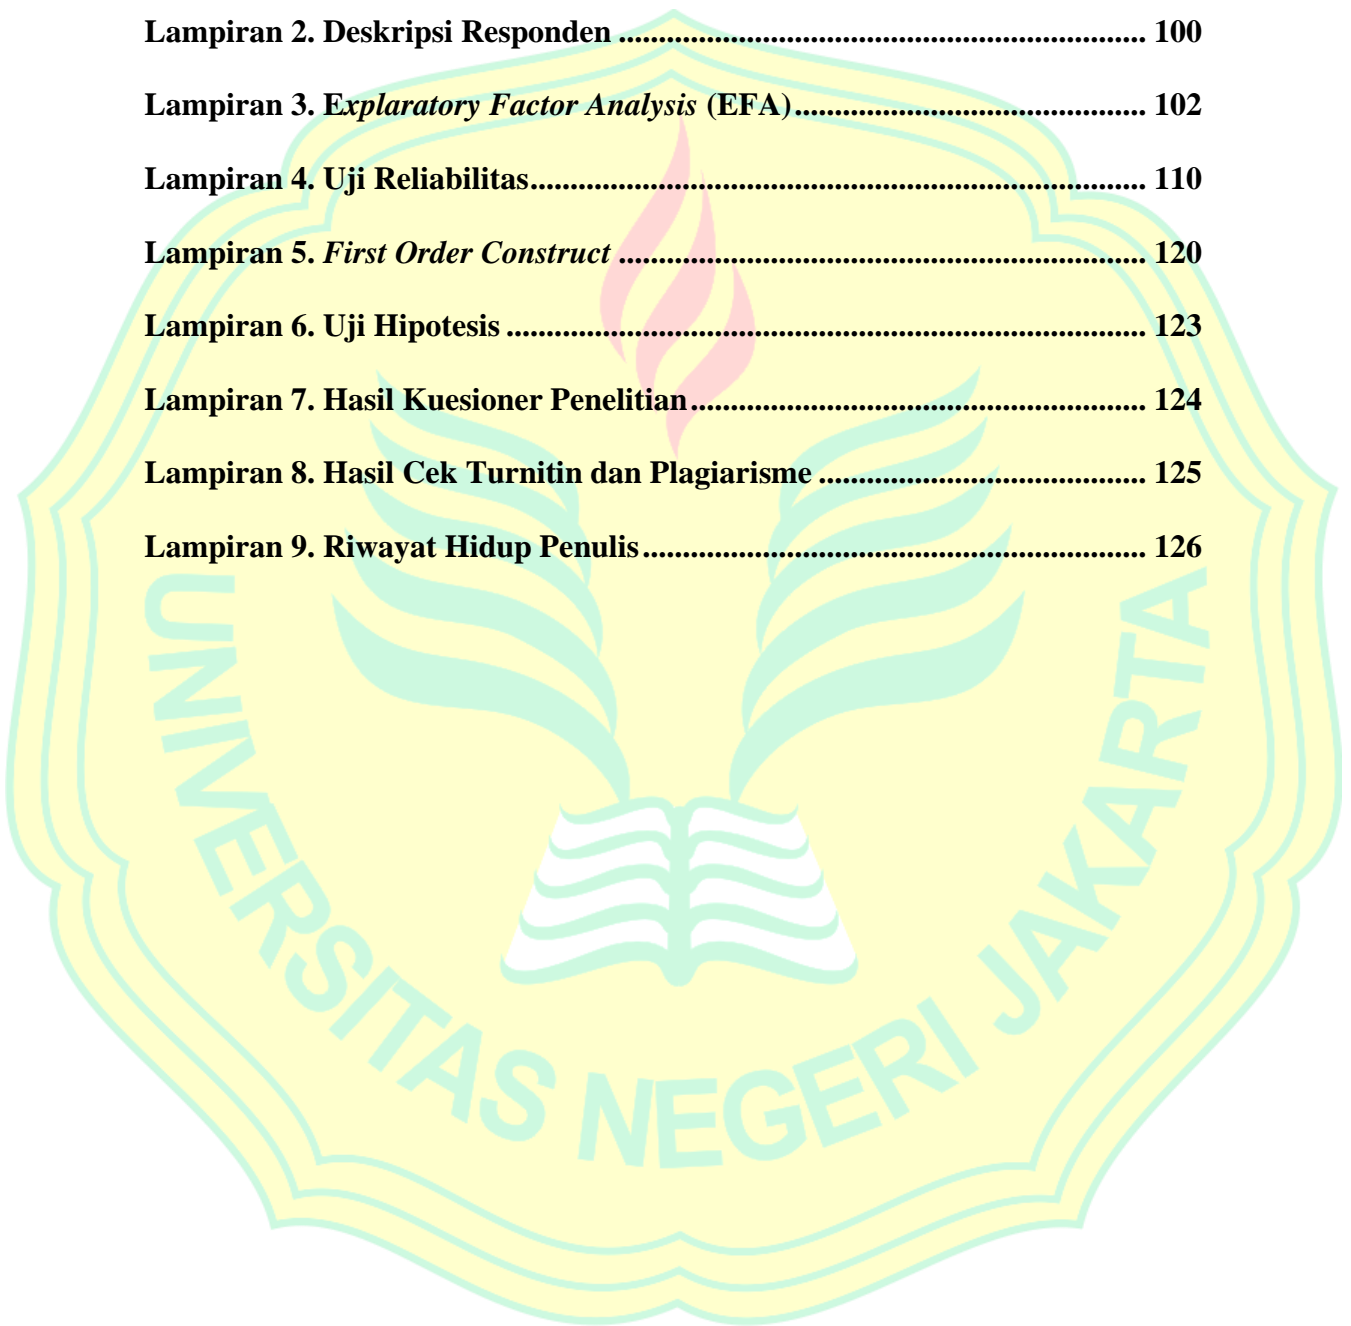 Lampiran 2. Deskripsi Responden ................................................................. 100
Lampiran 3. Explaratory Factor Analysis (EFA)........................................... 102
Lampiran 4. Uji Reliabilitas............................................................................ 110
Lampiran 5. First Order Construct ................................................................. 120
Lampiran 6. Uji Hipotesis ............................................................................... 123
Lampiran 7. Hasil Kuesioner Penelitian........................................................ 124
Lampiran 8. Hasil Cek Turnitin dan Plagiarisme ........................................ 125
Lampiran 9. Riwayat Hidup Penulis.............................................................. 126
UNIVERSITAS NEGERI JAKARTA